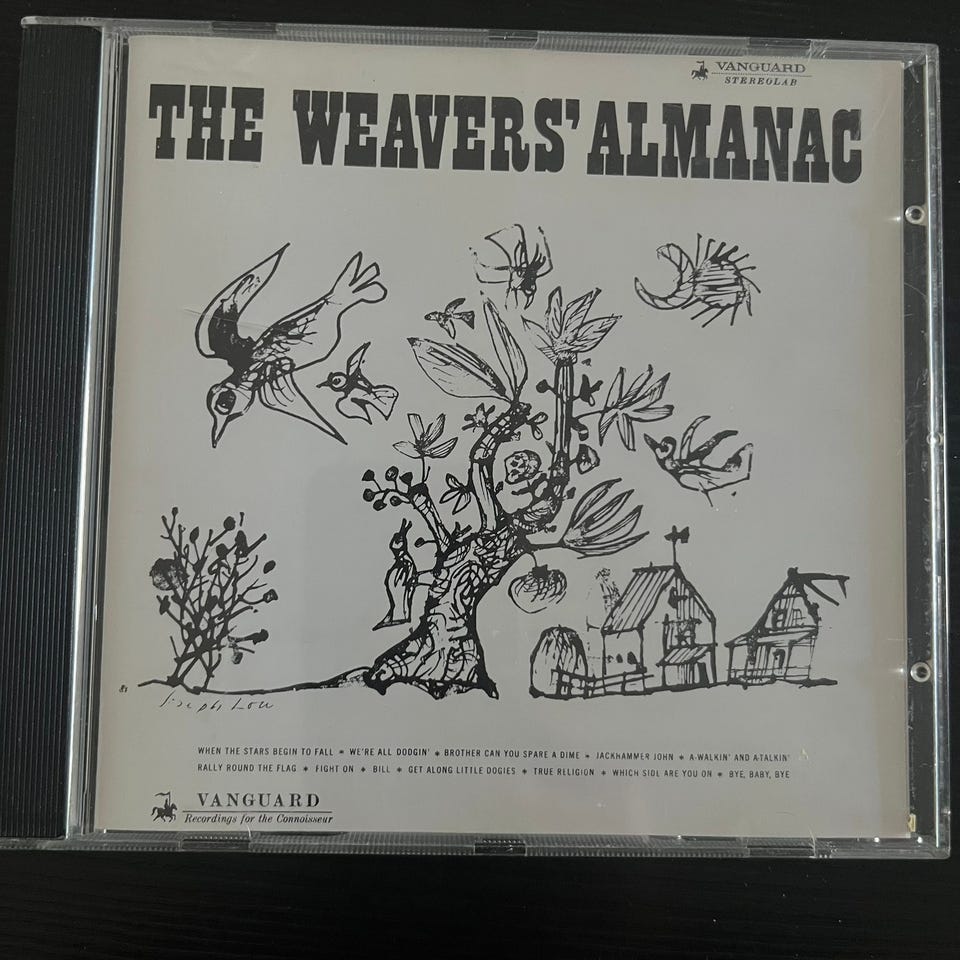 VANGUARD
STEREOLAB
THE WEAVERS' ALMANAC
Joseph Low
WHEN THE STARS BEGIN TO FALL * WE'RE ALL DODGIN' * BROTHER CAN YOU SPARE A DIME * JACKHAMMER JOHN * A-WALKIN' AND A-TALKIN'
RALLY ROUND THE FLAG * FIGHT ON * BILL * GET ALONG LITTLE DOGIES * TRUE RELIGION * WHICH SIDE ARE YOU ON * BYE, BABY, BYE
VANGUARD
Recordings for the Connoisseur